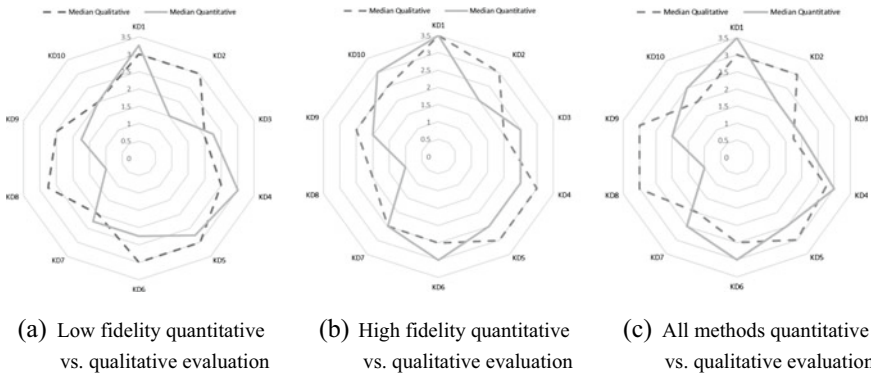 Median Qualitative Median Quantitative
KD1
3.5
3
2.5
2
1.5
1
0.5
0
KD2
KD3
KD4
KD5
KD6
KD7
KD8
KD9
KD10
(a) Low fidelity quantitative
vs. qualitative evaluation
Median Qualitative Median Quantitative
KD1
3.5
3
2.5
2
1.5
1
0.5
0
KD2
KD3
KD4
KD5
KD6
KD7
KD8
KD9
KD10
(b) High fidelity quantitative
vs. qualitative evaluation
Median Qualitative Median Quantitative
KD1
3.5
3
2.5
2
1.5
1
0.5
0
KD2
KD3
KD4
KD5
KD6
KD7
KD8
KD9
KD10
(c) All methods quantitative
vs. qualitative evaluation